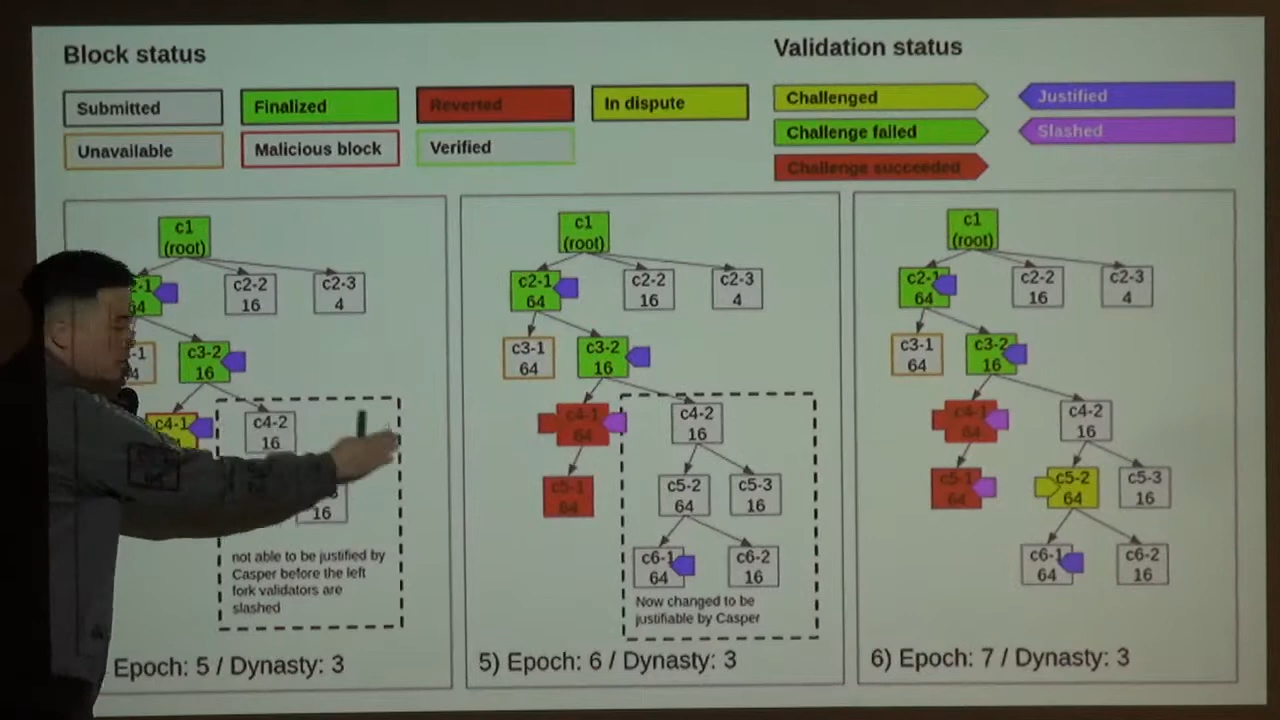 Block status
Validation status
Submitted
Finalized
Reverted
In dispute
Challenged
Justified
Unavailable
Malicious block
Verified
Challenge failed
Slashed
Challenge succeeded
c1
(root)
c2-2
16
c2-3
4
c3-2
16
c4-1
c4-2
16
16
not able to be justified by
Casper before the left
fork validators are
slashed
Epoch: 5 / Dynasty: 3
c1
(root)
c2-1
64
c2-2
16
c2-3
4
c3-1
64
c3-2
16
c4-1
64
c4-2
16
c5-1
64
c5-2
64
c5-3
16
c6-1
64
c6-2
16
Now changed to be
justifiable by Casper
5) Epoch: 6 / Dynasty: 3
c1
(root)
c2-1
64
c2-2
16
c2-3
4
c3-1
64
c3-2
16
c4-1
64
c4-2
16
c5-1
64
c5-2
64
c5-3
16
c6-1
64
c6-2
16
6) Epoch: 7 / Dynasty: 3